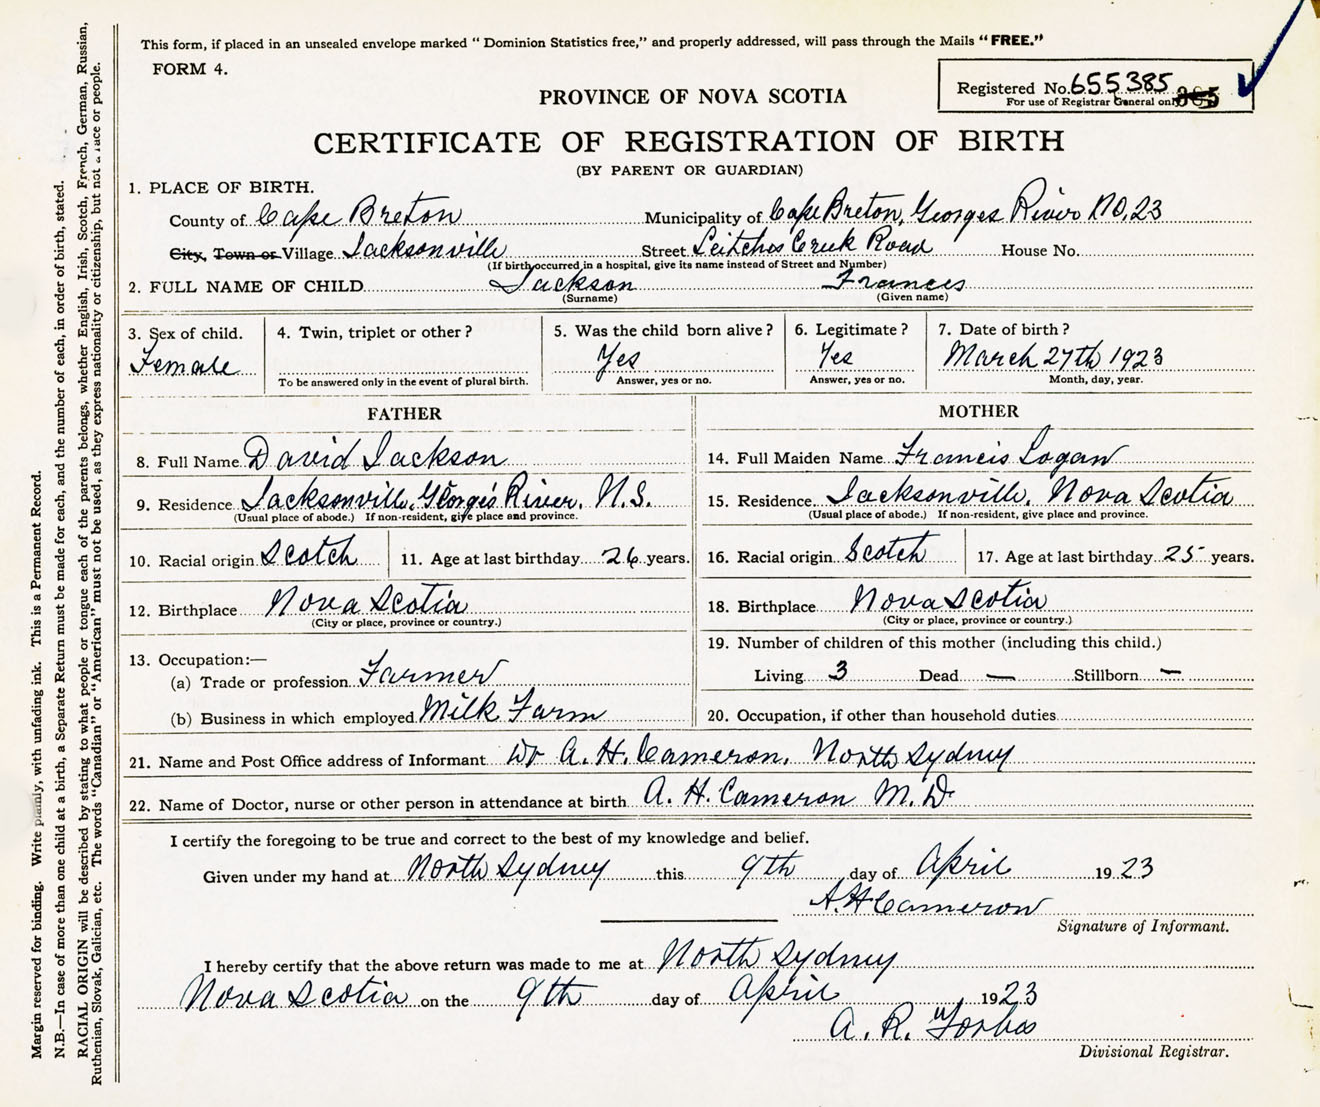 This form, if placed in an unsealed envelope marked "Dominion Statistics free," and properly addressed, will pass through the Mails "FREE."
FORM 4.
Registered No. 655385
For use of Registrar General only
PROVINCE OF NOVA SCOTIA
CERTIFICATE OF REGISTRATION OF BIRTH
(BY PARENT OR GUARDIAN)
1. PLACE OF BIRTH.
County of Cape Breton Municipality of Cape Breton, Georges River No, 23
City, Town or Village Jacksonville Street Leitches Creek Road House No.
(If birth occurred in a hospital, give its name instead of Street and Number)
2. FULL NAME OF CHILD Jackson Frances
(Surname) (Given name)
3. Sex of child. 4. Twin, triplet or other? 5. Was the child born alive? 6. Legitimate? 7. Date of birth?
Female Yes Yes March 27th 1923
To be answered only in the event of plural birth. Answer, yes or no. Answer, yes or no. Month, day, year.
FATHER MOTHER
8. Full Name David Jackson 14. Full Maiden Name Francis Logan
9. Residence Jacksonville, Georges River, N.S. 15. Residence Jacksonville, Nova Scotia
(Usual place of abode.) If non-resident, give place and province. (Usual place of abode.) If non-resident, give place and province.
10. Racial origin Scotch 11. Age at last birthday 26 years. 16. Racial origin Scotch 17. Age at last birthday 25 years.
12. Birthplace Nova Scotia 18. Birthplace Nova Scotia
(City or place, province or country.) (City or place, province or country.)
13. Occupation:— 19. Number of children of this mother (including this child.)
(a) Trade or profession Farmer Living 3 Dead — Stillborn —
(b) Business in which employed Milk Farm 20. Occupation, if other than household duties
21. Name and Post Office address of Informant Dr A. H. Cameron, North Sydney
22. Name of Doctor, nurse or other person in attendance at birth A. H. Cameron M. D.
I certify the foregoing to be true and correct to the best of my knowledge and belief.
Given under my hand at North Sydney this 9th day of April 1923
A H Cameron
Signature of Informant.
I hereby certify that the above return was made to me at North Sydney
Nova Scotia on the 9th day of April 1923
A. R. Forbes
Divisional Registrar.
Margin reserved for binding. Write plainly, with unfading ink. This is a Permanent Record.
N.B.—In case of more than one child at a birth, a Separate Return must be made for each, and the number of each, in order of birth, stated.
RACIAL ORIGIN will be described by stating to what people or tongue each of the parents belongs, whether English, Irish, Scotch, French, German, Russian,
Ruthenian, Slovak, Galician, etc. The words "Canadian" or "American" must not be used, as they express nationality or citizenship, but not a race or people.